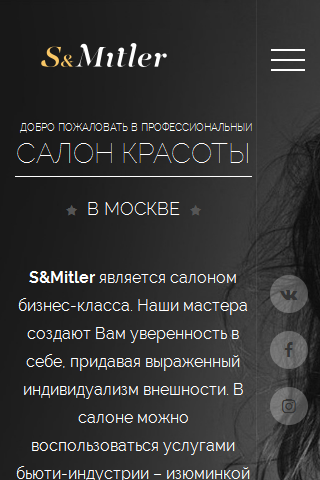 S&Mitler
ДОБРО ПОЖАЛОВАТЬ В ПРОФЕССИОНАЛЬНЫЙ
САЛОН КРАСОТЫ
В МОСКВЕ
S&Mitler является салоном
бизнес-класса. Наши мастера
создают Вам уверенность в
себе, придавая выраженный
индивидуализм внешности. В
салоне можно
воспользоваться услугами
бьюти-индустрии – изюминкой